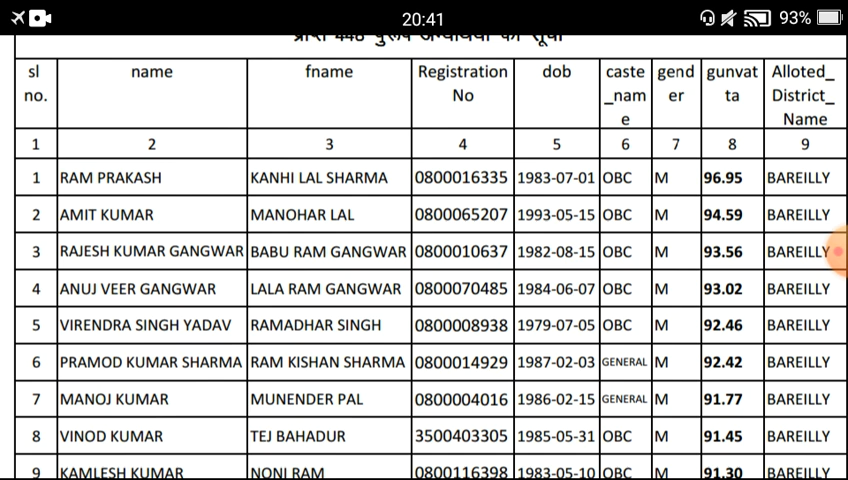 20:41 93%
448
sl no. name fname Registration No dob caste_name gender gunvatta Alloted_District_Name
1 2 3 4 5 6 7 8 9
1 RAM PRAKASH KANHI LAL SHARMA 0800016335 1983-07-01 OBC M 96.95 BAREILLY
2 AMIT KUMAR MANOHAR LAL 0800065207 1993-05-15 OBC M 94.59 BAREILLY
3 RAJESH KUMAR GANGWAR BABU RAM GANGWAR 0800010637 1982-08-15 OBC M 93.56 BAREILLY
4 ANUJ VEER GANGWAR LALA RAM GANGWAR 0800070485 1984-06-07 OBC M 93.02 BAREILLY
5 VIRENDRA SINGH YADAV RAMADHAR SINGH 0800008938 1979-07-05 OBC M 92.46 BAREILLY
6 PRAMOD KUMAR SHARMA RAM KISHAN SHARMA 0800014929 1987-02-03 GENERAL M 92.42 BAREILLY
7 MANOJ KUMAR MUNENDER PAL 0800004016 1986-02-15 GENERAL M 91.77 BAREILLY
8 VINOD KUMAR TEJ BAHADUR 3500403305 1985-05-31 OBC M 91.45 BAREILLY
9 KAMLESH KUMAR NONI RAM 0800116398 1983-05-10 OBC M 91.30 BAREILLY